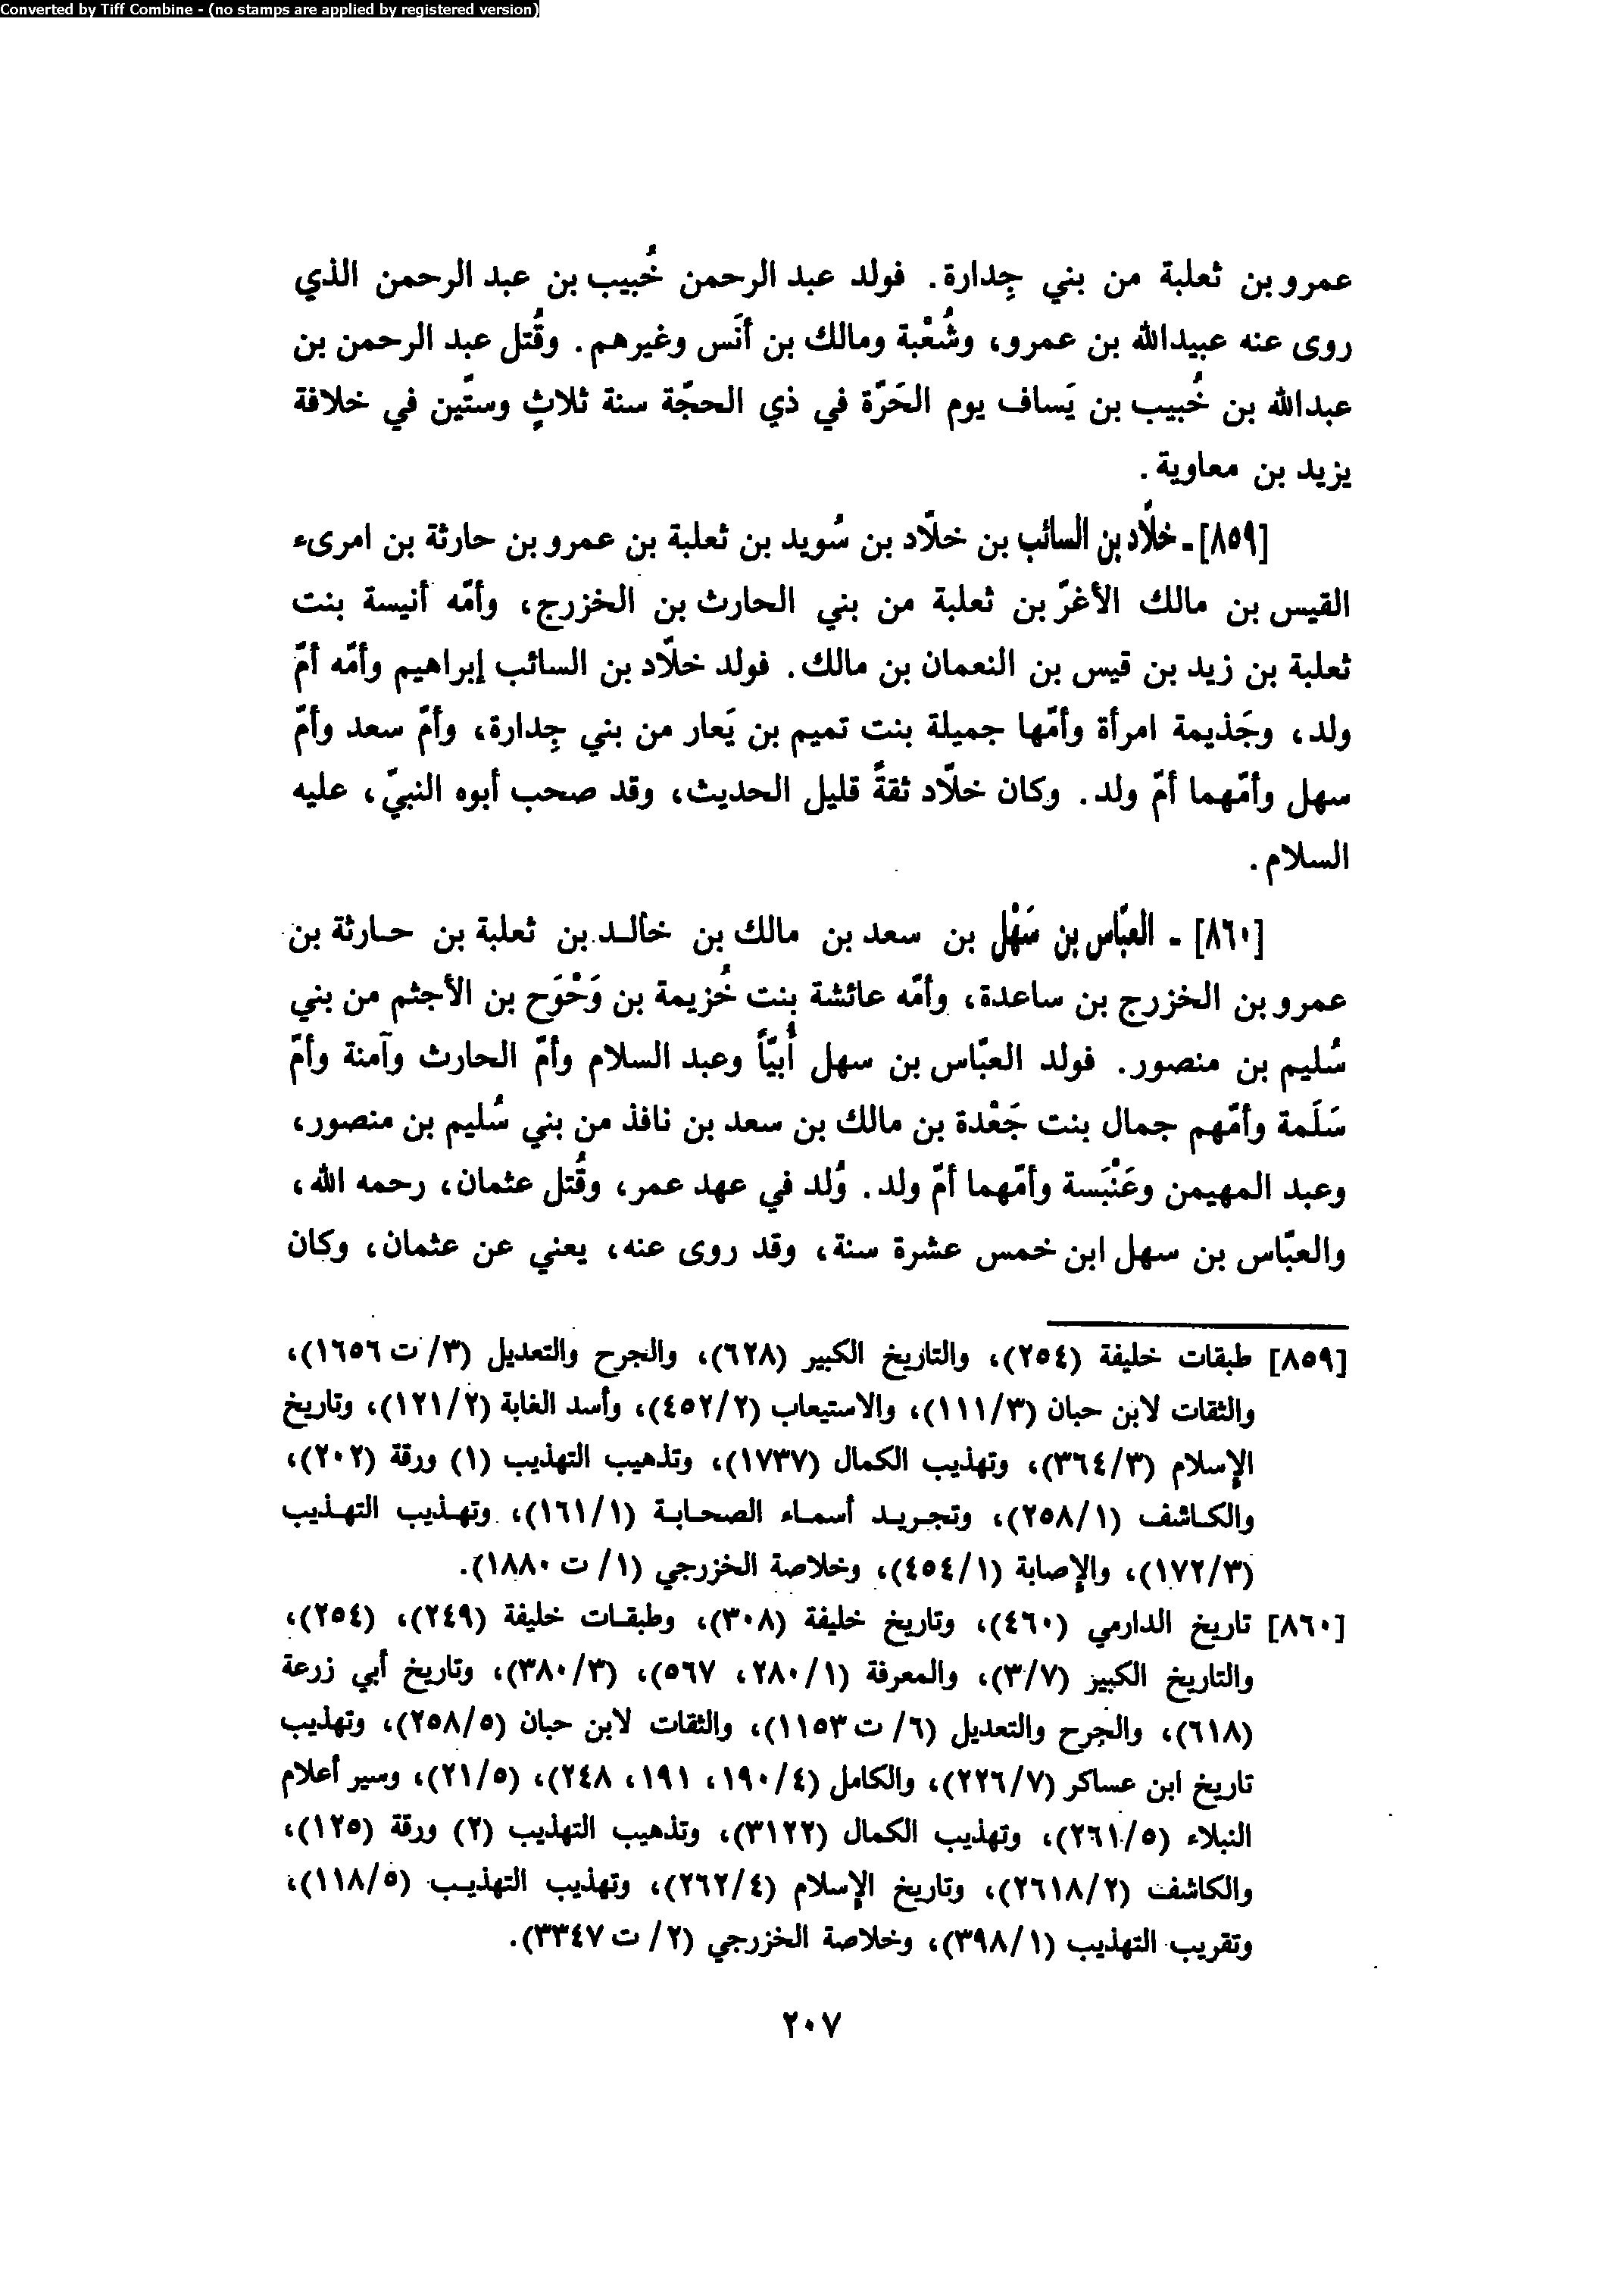 Converted by Tiff Combine - (no stamps are applied by registered version)
عمرو بن ثعلبة من بني جِدارة. فولد عبد الرحمن خُبيب بن عبد الرحمن الذي
روى عنه عبيدالله بن عمرو، وشُعْبة ومالك بن أنَس وغيرهم. وقُتل عبد الرحمن بن
عبدالله بن خُبيب بن يَساف يوم الحَرّة في ذي الحجّة سنة ثلاثٍ وستّين في خلافة
يزيد بن معاوية.
[٨٥٩] - خلّاد بن السائب بن خلّاد بن سُويد بن ثعلبة بن عمرو بن حارثة بن امرىء
القيس بن مالك الأغرّ بن ثعلبة من بني الحارث بن الخزرج، وأمّه أنيسة بنت
ثعلبة بن زيد بن قيس بن النعمان بن مالك. فولد خلّاد بن السائب إبراهيم وأمّه أمّ
ولد، وجَذيمة امرأة وأمّها جميلة بنت تميم بن يَعار من بني جِدارة، وأمّ سعد وأمّ
سهل وأمّهما أمّ ولد. وكان خلّاد ثقةً قليل الحديث، وقد صحب أبوه النبيّ، عليه
السلام.
[٨٦٠] - العبّاس بن سَهْل بن سعد بن مالك بن خالد بن ثعلبة بن حارثة بن
عمرو بن الخزرج بن ساعدة، وأمّه عائشة بنت خُزيمة بن وَحْوَح بن الأجثم من بني
سُليم بن منصور. فولد العبّاس بن سهل أُبيّاً وعبد السلام وأمّ الحارث وآمنة وأمّ
سَلَمة وأمّهم جمال بنت جَعْدة بن مالك بن سعد بن نافذ من بني سُليم بن منصور،
وعبد المهيمن وعَنْبَسة وأمّهما أمّ ولد. وُلد في عهد عمر، وقُتل عثمان، رحمه الله،
والعبّاس بن سهل ابن خمس عشرة سنة، وقد روى عنه، يعني عن عثمان، وكان
[٨٥٩] طبقات خليفة (٢٥٤)، والتاريخ الكبير (٦٢٨)، والجرح والتعديل (٣/ ت ١٦٥٦)،
والثقات لابن حبان (١١١/٣)، والاستيعاب (٤٥٢/٢)، وأسد الغابة (١٢١/٢)، وتاريخ
الإسلام (٣٦٤/٣)، وتهذيب الكمال (١٧٣٧)، وتذهيب التهذيب (١) ورقة (٢٠٢)،
والكاشف (٢٥٨/١)، وتجريد أسماء الصحابة (١٦١/١)، وتهذيب التهذيب
(١٧٢/٣)، والإصابة (٤٥٤/١)، وخلاصة الخزرجي (١/ ت ١٨٨٠).
[٨٦٠] تاريخ الدارمي (٤٦٠)، وتاريخ خليفة (٣٠٨)، وطبقات خليفة (٢٤٩)، (٢٥٤)،
والتاريخ الكبير (٣/٧)، والمعرفة (٢٨٠/١، ٥٦٧)، (٣٨٠/٣)، وتاريخ أبي زرعة
(٦١٨)، والجرح والتعديل (٦/ ت ١١٥٣)، والثقات لابن حبان (٢٥٨/٥)، وتهذيب
تاريخ ابن عساكر (٢٢٦/٧)، والكامل (١٩٠/٤، ١٩١، ٢٤٨)، (٢١/٥)، وسير أعلام
النبلاء (٢٦١/٥)، وتهذيب الكمال (٣١٢٢)، وتذهيب التهذيب (٢) ورقة (١٢٥)،
والكاشف (٢٦١٨/٢)، وتاريخ الإسلام (٢٦٢/٤)، وتهذيب التهذيب (١١٨/٥)،
وتقريب التهذيب (٣٩٨/١)، وخلاصة الخزرجي (٢/ ت ٣٣٤٧).
٢٠٧